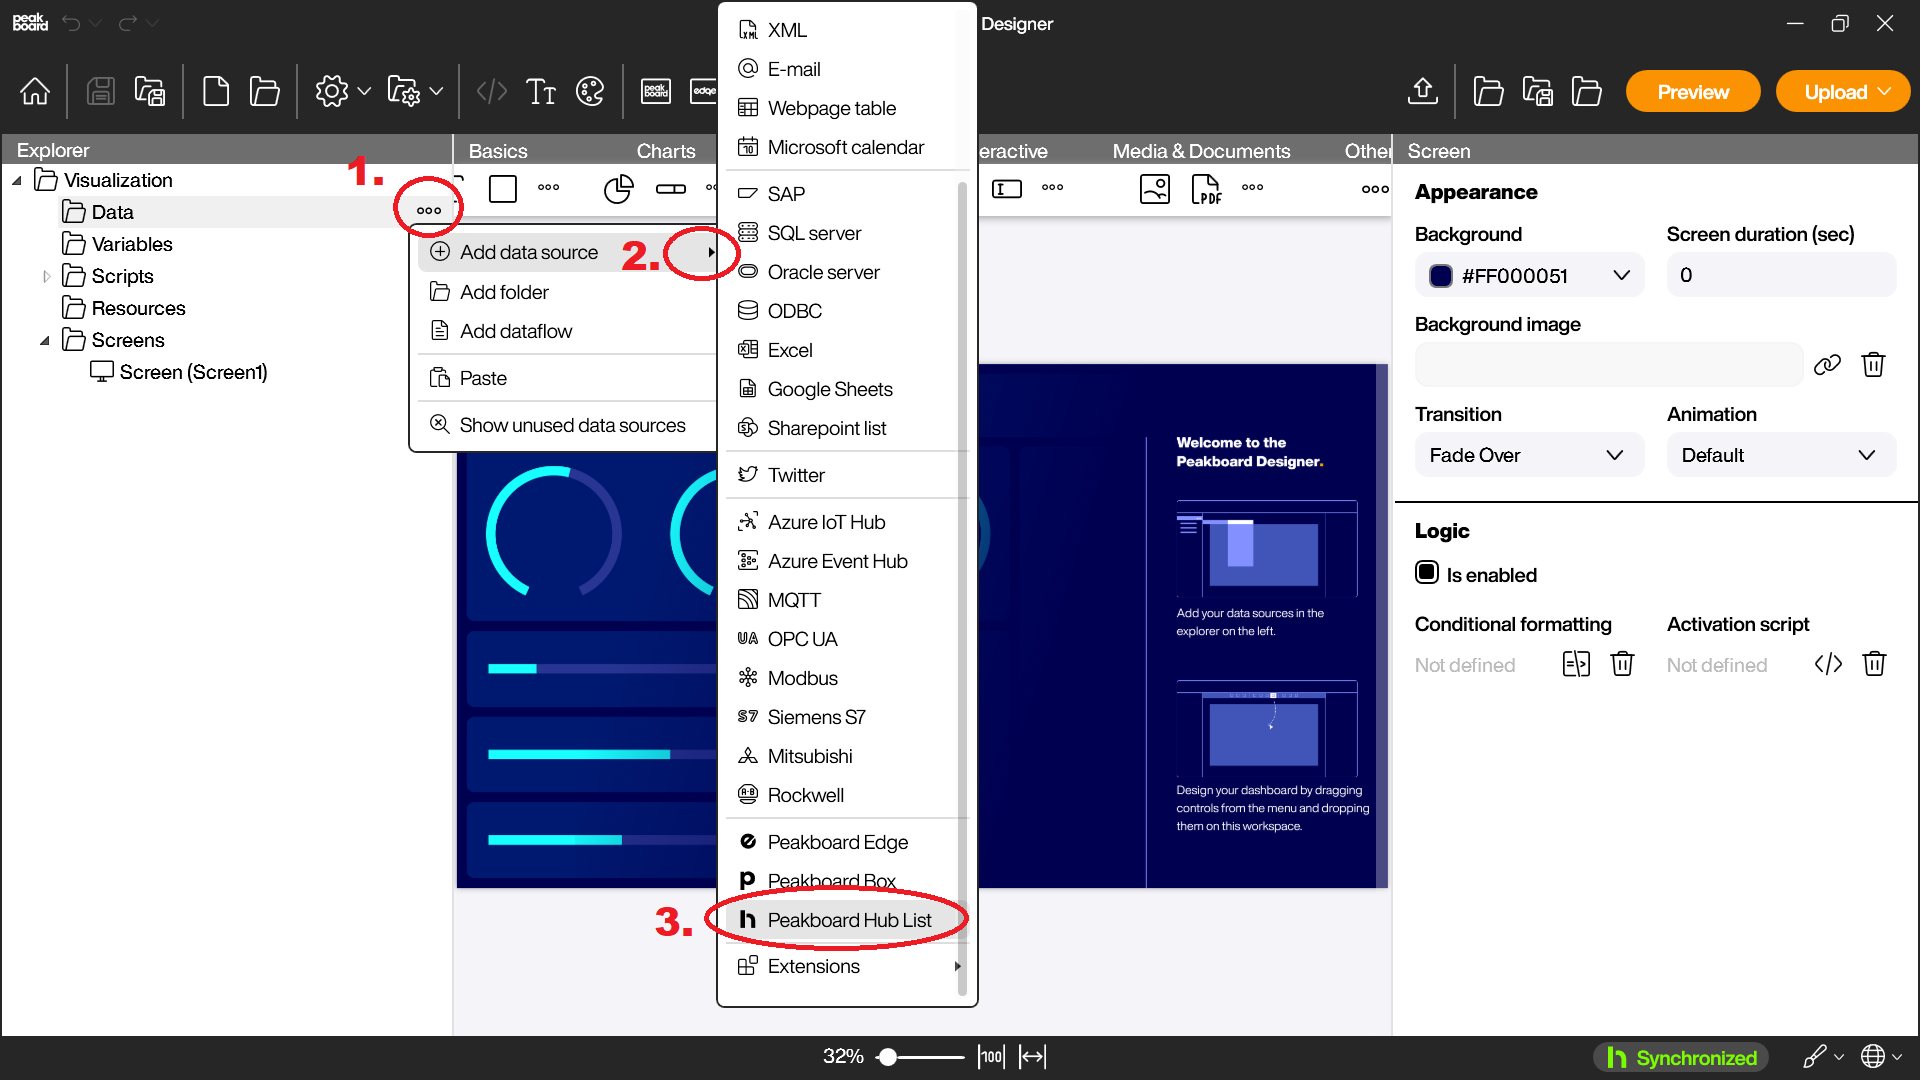 peak
board
Designer
Preview
Upload
Explorer
Visualization
Data
Variables
Scripts
Resources
Screens
Screen (Screen1)
1.
Basics
Charts
eractive
Media & Documents
Other
Add data source
2.
Add folder
Add dataflow
Paste
Show unused data sources
XML
E-mail
Webpage table
Microsoft calendar
SAP
SQL server
Oracle server
ODBC
Excel
Google Sheets
Sharepoint list
Twitter
Azure IoT Hub
Azure Event Hub
MQTT
UA OPC UA
Modbus
S7 Siemens S7
Mitsubishi
A-B Rockwell
Peakboard Edge
Peakboard Box
3.
Peakboard Hub List
Extensions
Welcome to the
Peakboard Designer.
Add your data sources in the
explorer on the left.
Design your dashboard by dragging
controls from the menu and dropping
them on this workspace.
Screen
Appearance
Background
Screen duration (sec)
#FF000051
0
Background image
Transition
Animation
Fade Over
Default
Logic
Is enabled
Conditional formatting
Activation script
Not defined
Not defined
32%
100
Synchronized